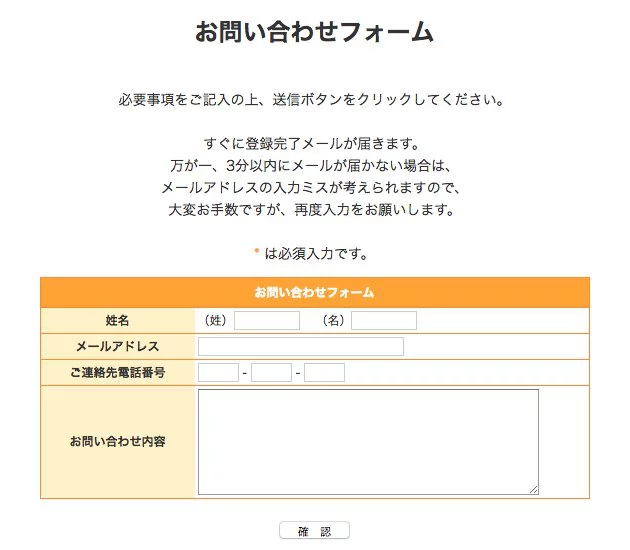 お問い合わせフォーム
必要事項をご記入の上、送信ボタンをクリックしてください。
すぐに登録完了メールが届きます。
万が一、3分以内にメールが届かない場合は、
メールアドレスの入力ミスが考えられますので、
大変お手数ですが、再度入力をお願いします。
* は必須入力です。
お問い合わせフォーム
姓名 （姓） （名）
メールアドレス
ご連絡先電話番号 - -
お問い合わせ内容
確　認